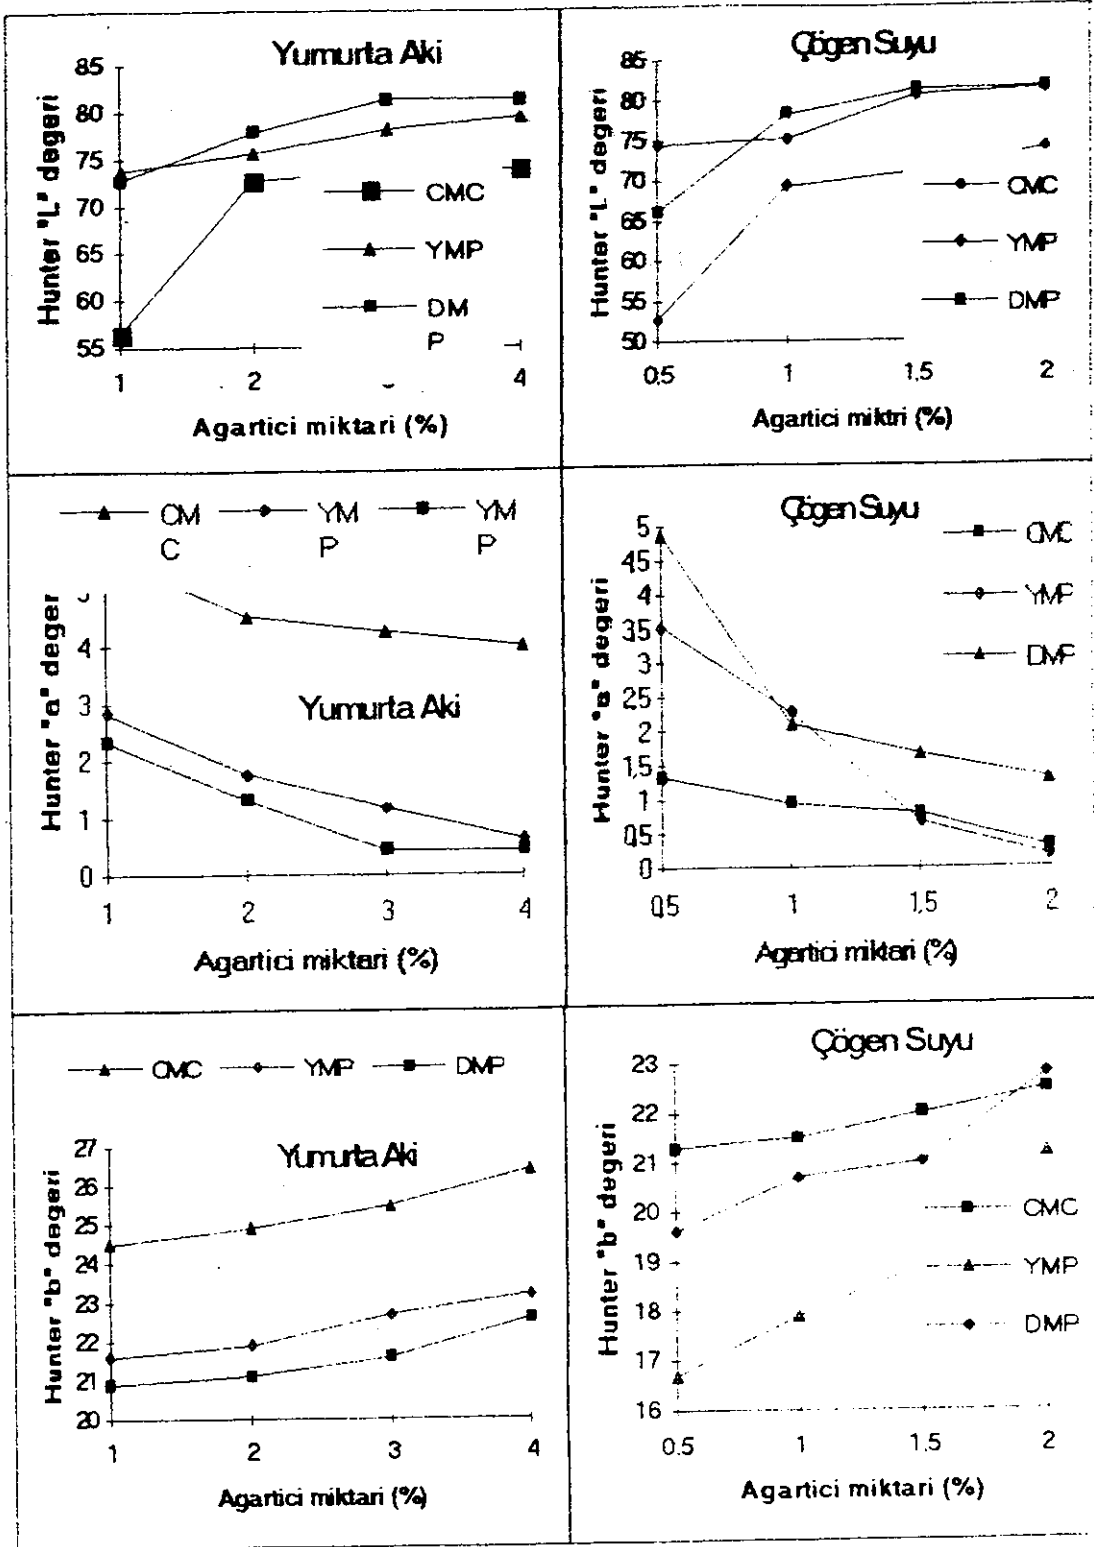 Yumurta Aki
Hunter "L" degeri
85
80
75
70
65
60
55
CMC
YMP
DM
P
1
2
4
Agartici miktari (%)
Çögen Suyu
Hunter "L" degeri
85
80
75
70
65
60
55
50
CMC
YMP
DMP
0.5
1
1.5
2
Agartici miktri (%)
CM
C
YM
P
YM
P
Hunter "a" deger
4
3
2
1
0
Yumurta Aki
1
2
3
4
Agartici miktari (%)
Çögen Suyu
Hunter "a" degeri
5
4,5
4
3,5
3
2,5
2
1,5
1
0,5
0
CMC
YMP
DMP
0,5
1
1,5
2
Agartici miktari (%)
CMC
YMP
DMP
Yumurta Aki
Hunter "b" degeri
27
26
25
24
23
22
21
20
1
2
3
4
Agartici miktari (%)
Çögen Suyu
Hunter "b" degeri
23
22
21
20
19
18
17
16
CMC
YMP
DMP
0.5
1
1.5
2
Agartici miktari (%)